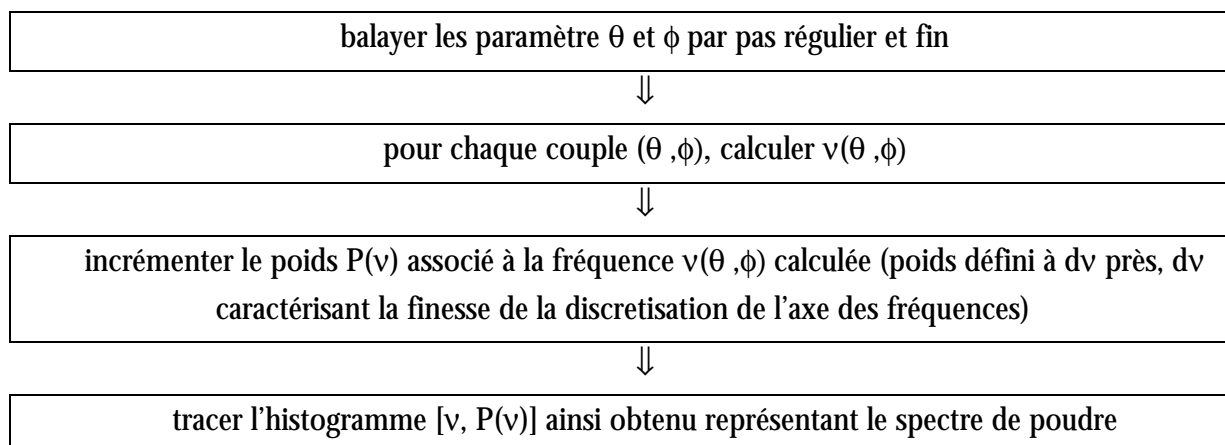 balayer les paramètre θ et ϕ par pas régulier et fin
⇓
pour chaque couple (θ ,ϕ), calculer ν(θ ,ϕ)
⇓
incrémenter le poids P(ν) associé à la fréquence ν(θ ,ϕ) calculée (poids défini à dν près, dν
caractérisant la finesse de la discretisation de l'axe des fréquences)
⇓
tracer l'histogramme [ν, P(ν)] ainsi obtenu représentant le spectre de poudre